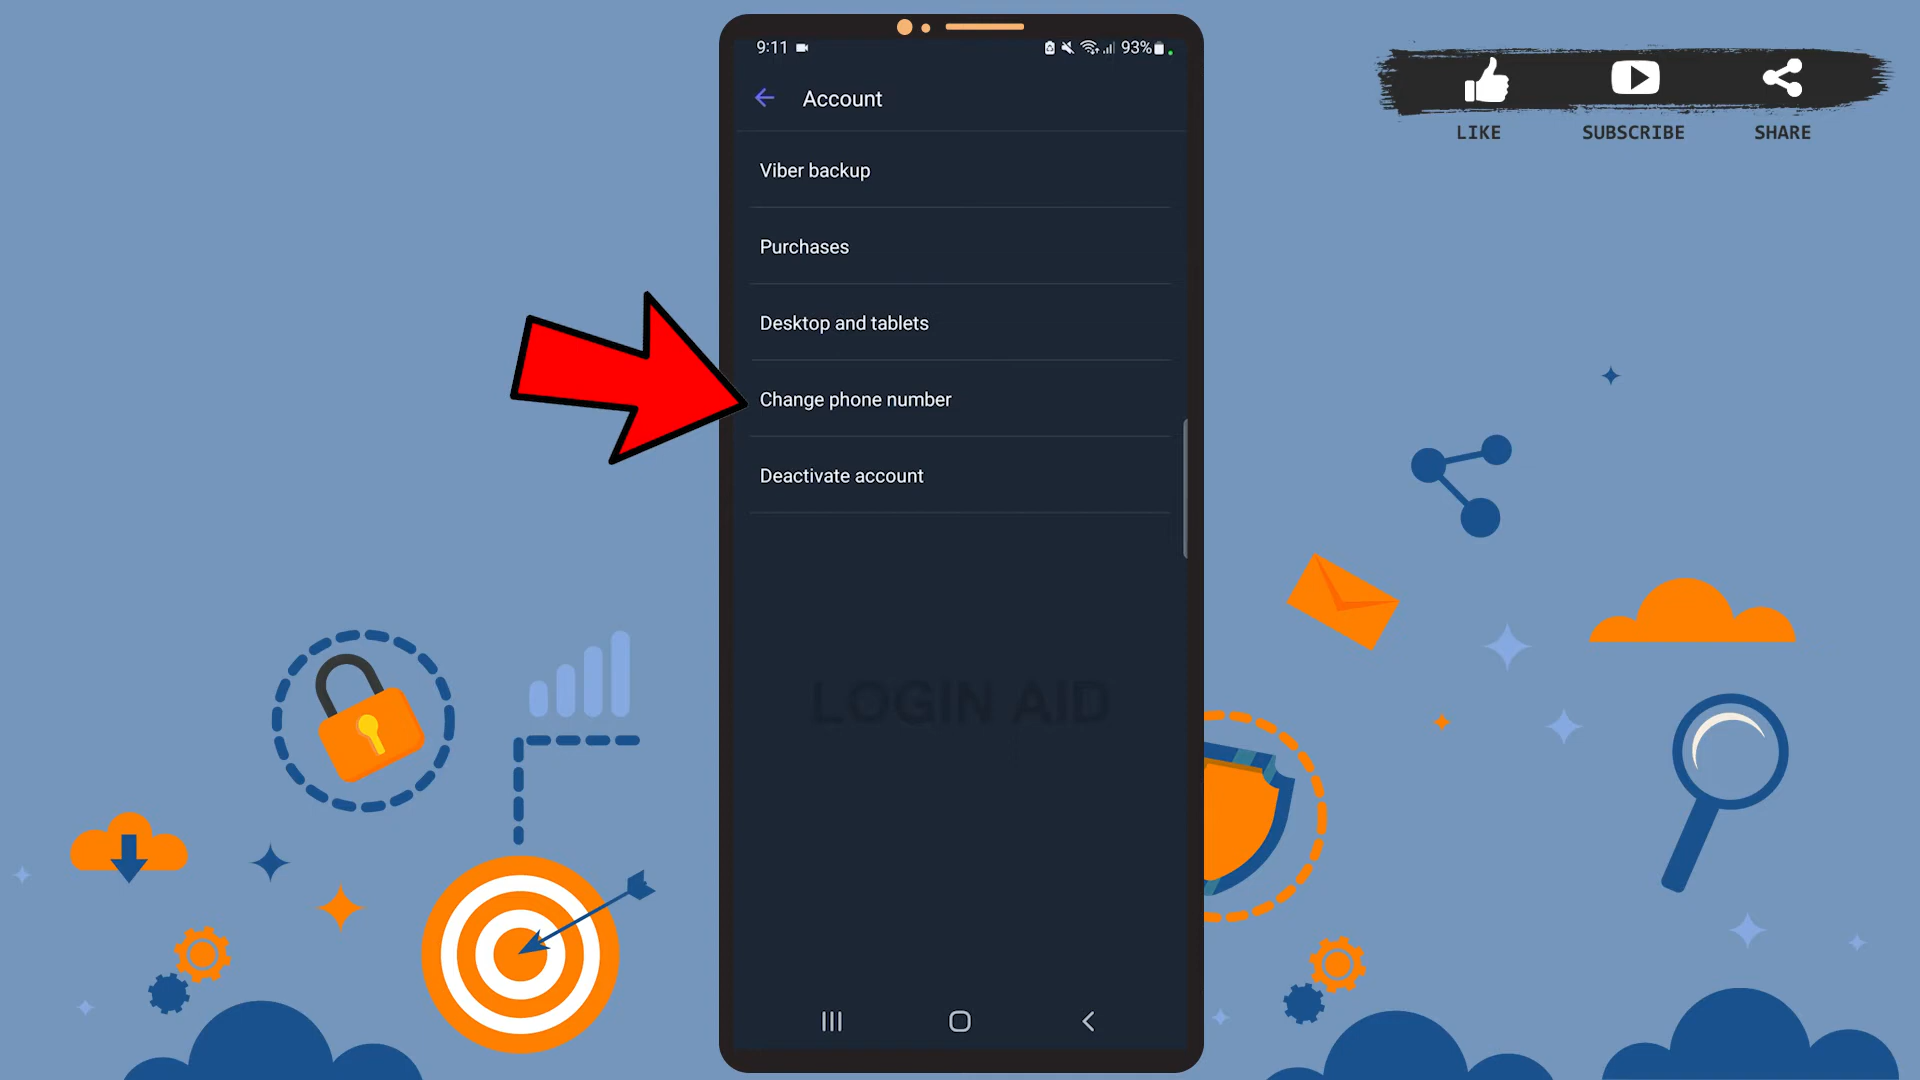 9:11
93%
LIKE
SUBSCRIBE
SHARE
Account
Viber backup
Purchases
Desktop and tablets
Change phone number
Deactivate account
LOGIN AID